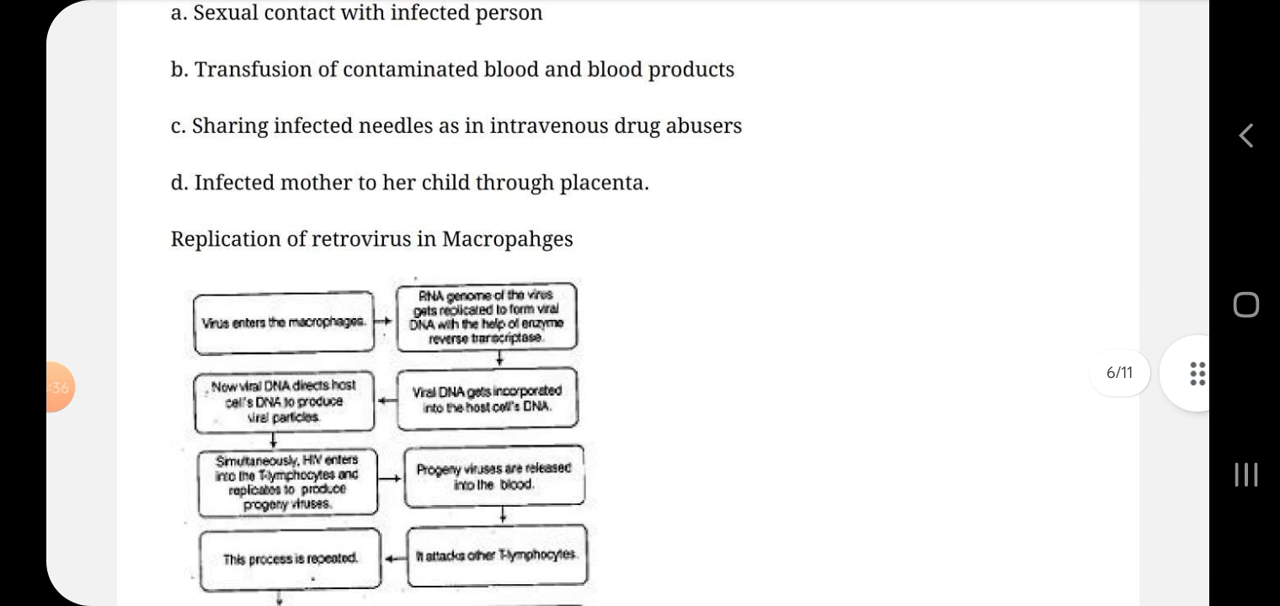 a. Sexual contact with infected person
b. Transfusion of contaminated blood and blood products
c. Sharing infected needles as in intravenous drug abusers
d. Infected mother to her child through placenta.
Replication of retrovirus in Macropahges
Virus enters the macrophages.
RNA genome of the virus
gets replicated to form viral
DNA with the help of enzyme
reverse transcriptase.
Viral DNA gets incorporated
into the host cell's DNA.
Now viral DNA directs host
cell's DNA to produce
viral particles
Simultaneously, HIV enters
into the T-lymphocytes and
replicates to produce
progeny viruses.
Progeny viruses are released
into the blood.
It attacks other T-lymphocytes.
This process is repeated.
:36
6/11